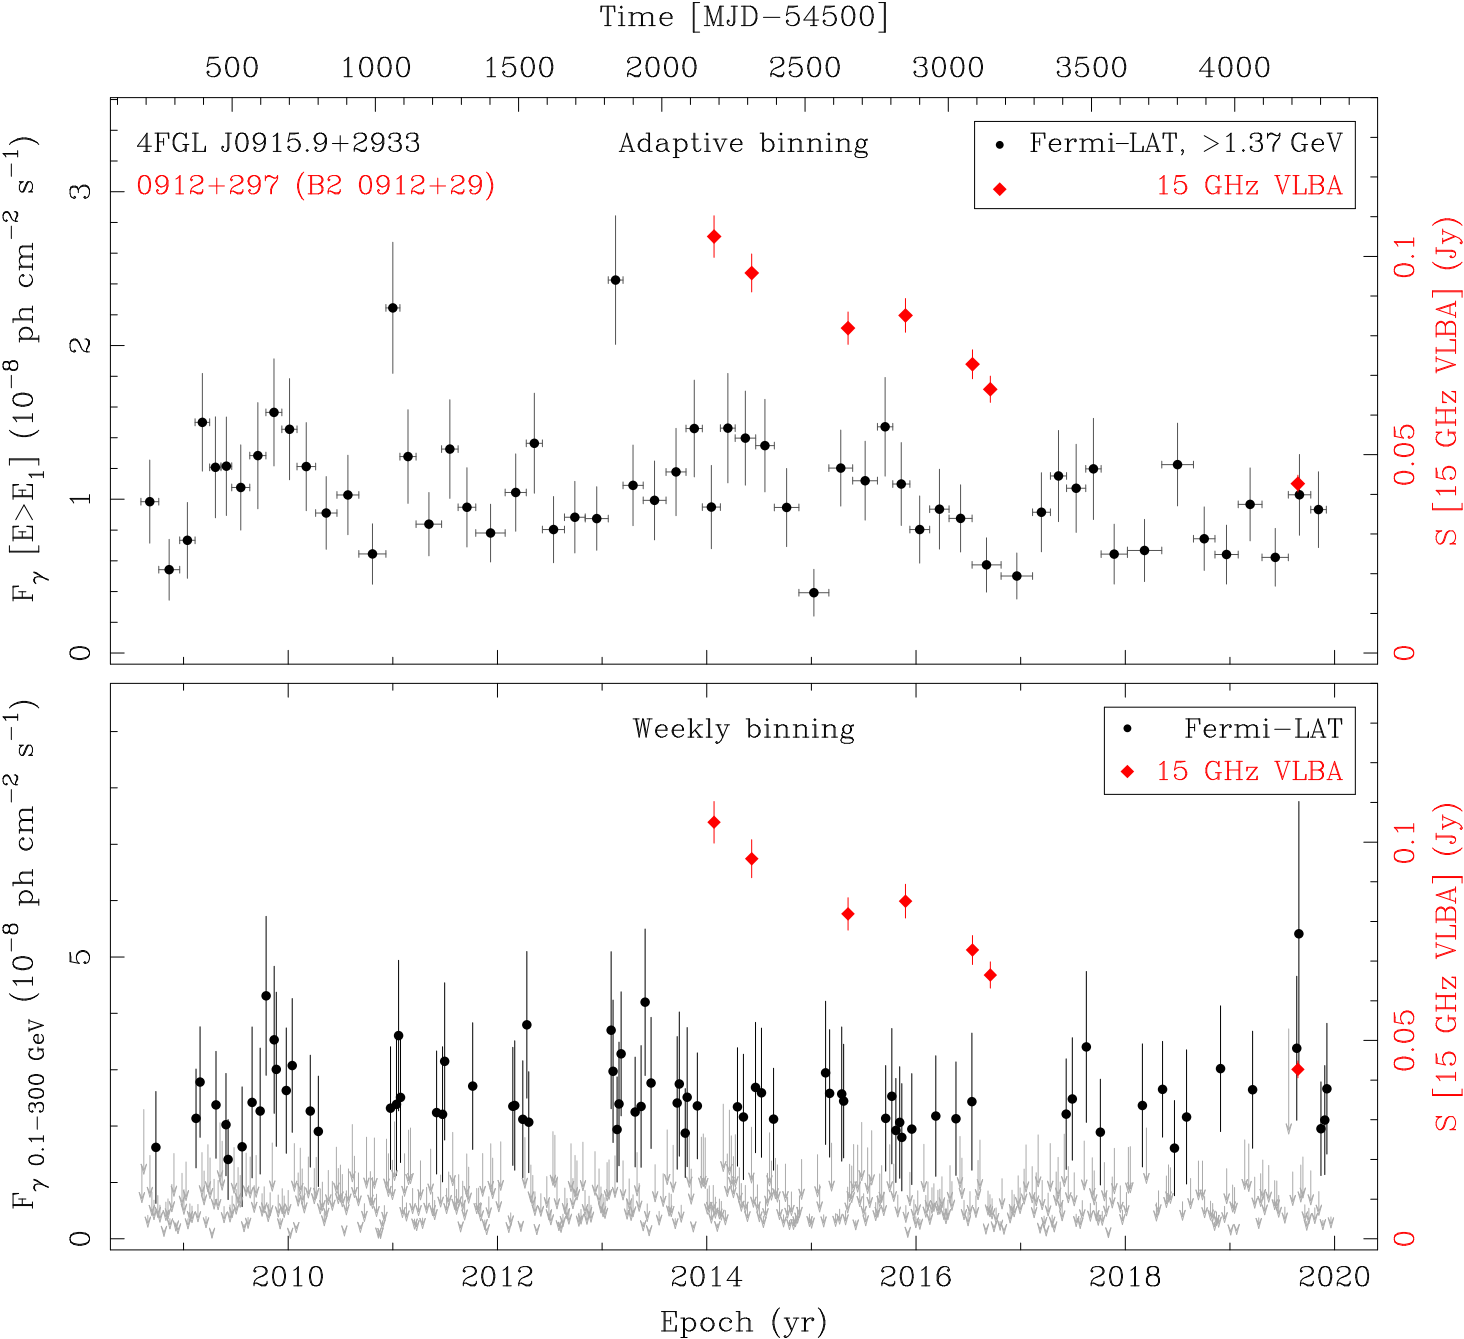 Time [MJD−54500]
500 1000 1500 2000 2500 3000 3500 4000
4FGL J0915.9+2933
0912+297 (B2 0912+29)
Adaptive binning
Fermi−LAT, >1.37 GeV
15 GHz VLBA
F_γ [E>E_1] (10^−8 ph cm^−2 s^−1)
3
2
1
0
S [15 GHz VLBA] (Jy)
0.1
0.05
0
Weekly binning
Fermi−LAT
15 GHz VLBA
F_γ 0.1−300 GeV (10^−8 ph cm^−2 s^−1)
5
0
S [15 GHz VLBA] (Jy)
0.1
0.05
0
2010 2012 2014 2016 2018 2020
Epoch (yr)